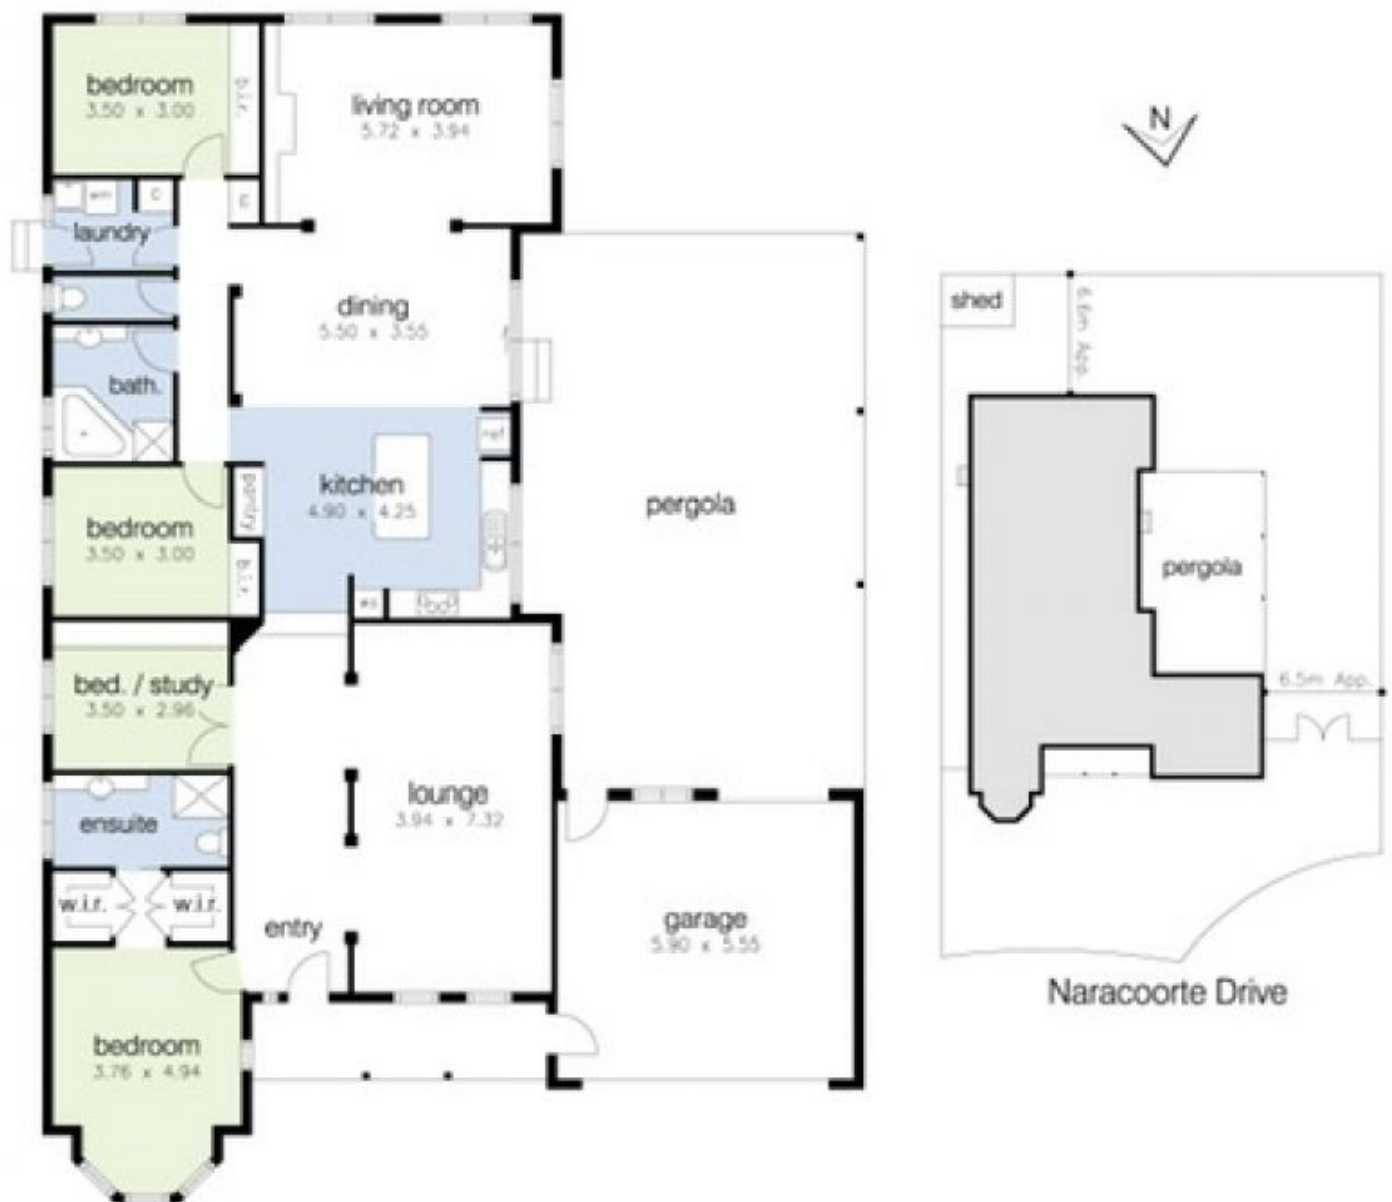 bedroom
3.50 x 3.00
b.i.r.
living room
5.72 x 3.94
wm
c
laundry
dining
5.50 x 3.55
bath.
ref
kitchen
4.90 x 4.25
pantry
bedroom
3.50 x 3.00
b.i.r.
pergola
bed. / study
3.50 x 2.96
lounge
3.94 x 7.32
ensuite
w.i.r.
w.i.r.
entry
garage
5.90 x 5.55
bedroom
3.76 x 4.94
N
shed
6.6m App.
pergola
6.5m App.
Naracoorte Drive